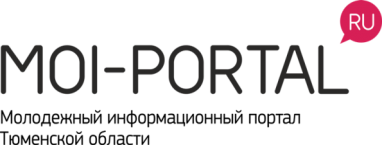 RU
MOI-PORTAL
Молодежный информационный портал
Тюменской области